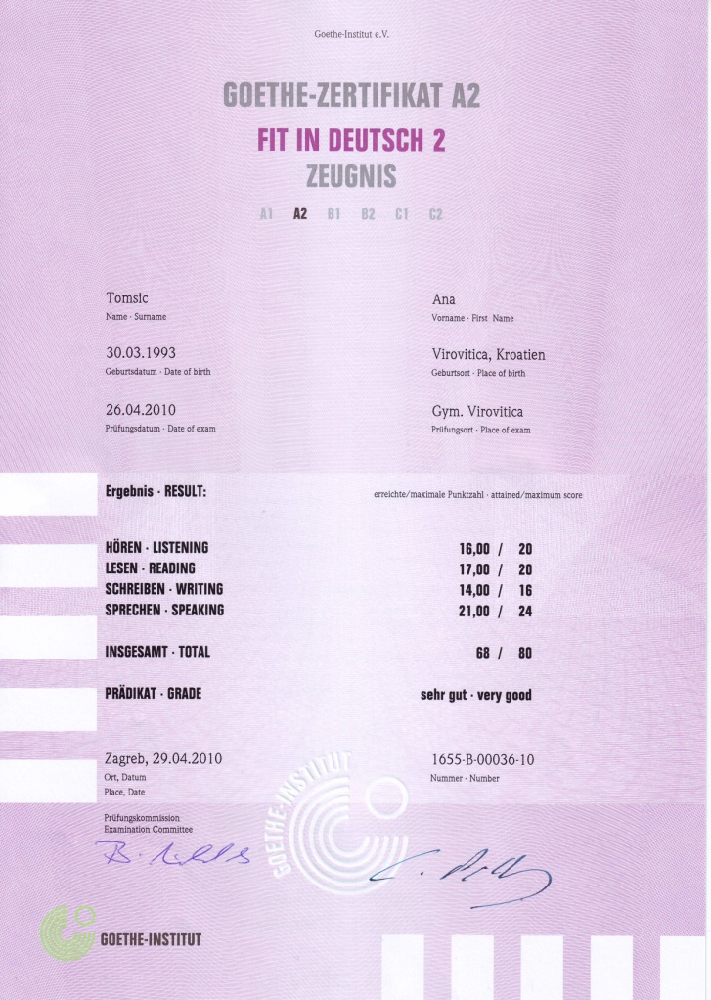 Goethe-Institut e.V.
GOETHE-ZERTIFIKAT A2
FIT IN DEUTSCH 2
ZEUGNIS
A1 A2 B1 B2 C1 C2
Tomsic Ana
Name · Surname Vorname · First Name
30.03.1993 Virovitica, Kroatien
Geburtsdatum · Date of birth Geburtsort · Place of birth
26.04.2010 Gym. Virovitica
Prüfungsdatum · Date of exam Prüfungsort · Place of exam
Ergebnis · RESULT: erreichte/maximale Punktzahl · attained/maximum score
HÖREN · LISTENING 16,00 / 20
LESEN · READING 17,00 / 20
SCHREIBEN · WRITING 14,00 / 16
SPRECHEN · SPEAKING 21,00 / 24
INSGESAMT · TOTAL 68 / 80
PRÄDIKAT · GRADE sehr gut · very good
Zagreb, 29.04.2010 1655-B-00036-10
Ort, Datum Nummer · Number
Place, Date
Prüfungskommission
Examination Committee
GOETHE-INSTITUT
GOETHE-INSTITUT